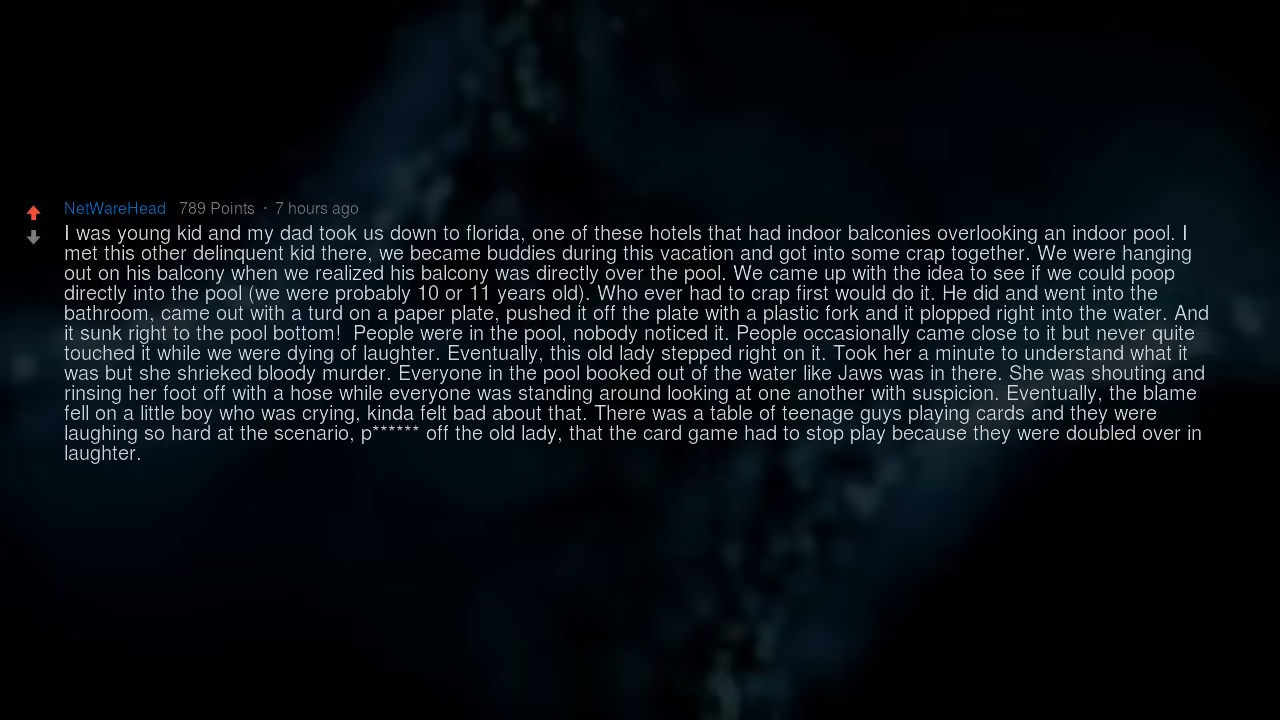 NetWareHead 789 Points · 7 hours ago
I was young kid and my dad took us down to florida, one of these hotels that had indoor balconies overlooking an indoor pool. I
met this other delinquent kid there, we became buddies during this vacation and got into some crap together. We were hanging
out on his balcony when we realized his balcony was directly over the pool. We came up with the idea to see if we could poop
directly into the pool (we were probably 10 or 11 years old). Who ever had to crap first would do it. He did and went into the
bathroom, came out with a turd on a paper plate, pushed it off the plate with a plastic fork and it plopped right into the water. And
it sunk right to the pool bottom!  People were in the pool, nobody noticed it. People occasionally came close to it but never quite
touched it while we were dying of laughter. Eventually, this old lady stepped right on it. Took her a minute to understand what it
was but she shrieked bloody murder. Everyone in the pool booked out of the water like Jaws was in there. She was shouting and
rinsing her foot off with a hose while everyone was standing around looking at one another with suspicion. Eventually, the blame
fell on a little boy who was crying, kinda felt bad about that. There was a table of teenage guys playing cards and they were
laughing so hard at the scenario, p****** off the old lady, that the card game had to stop play because they were doubled over in
laughter.